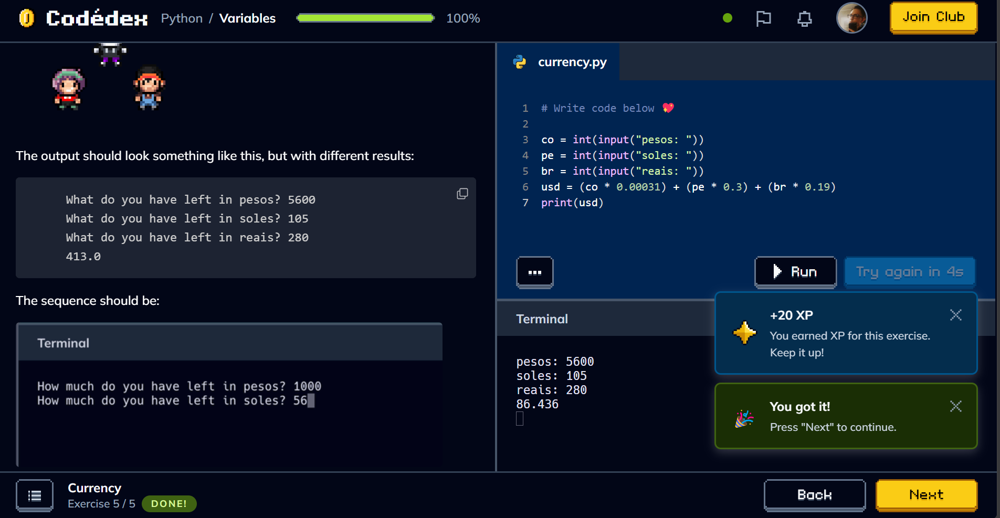 Codédex Python / Variables 100% Join Club
The output should look something like this, but with different results:
What do you have left in pesos? 5600
What do you have left in soles? 105
What do you have left in reais? 280
413.0
The sequence should be:
Terminal
How much do you have left in pesos? 1000
How much do you have left in soles? 56
currency.py
1 # Write code below 💖
2
3 co = int(input("pesos: "))
4 pe = int(input("soles: "))
5 br = int(input("reais: "))
6 usd = (co * 0.00031) + (pe * 0.3) + (br * 0.19)
7 print(usd)
... Run Try again in 4s
Terminal
pesos: 5600
soles: 105
reais: 280
86.436
+20 XP
You earned XP for this exercise.
Keep it up!
You got it!
Press "Next" to continue.
Currency
Exercise 5 / 5 DONE!
Back Next